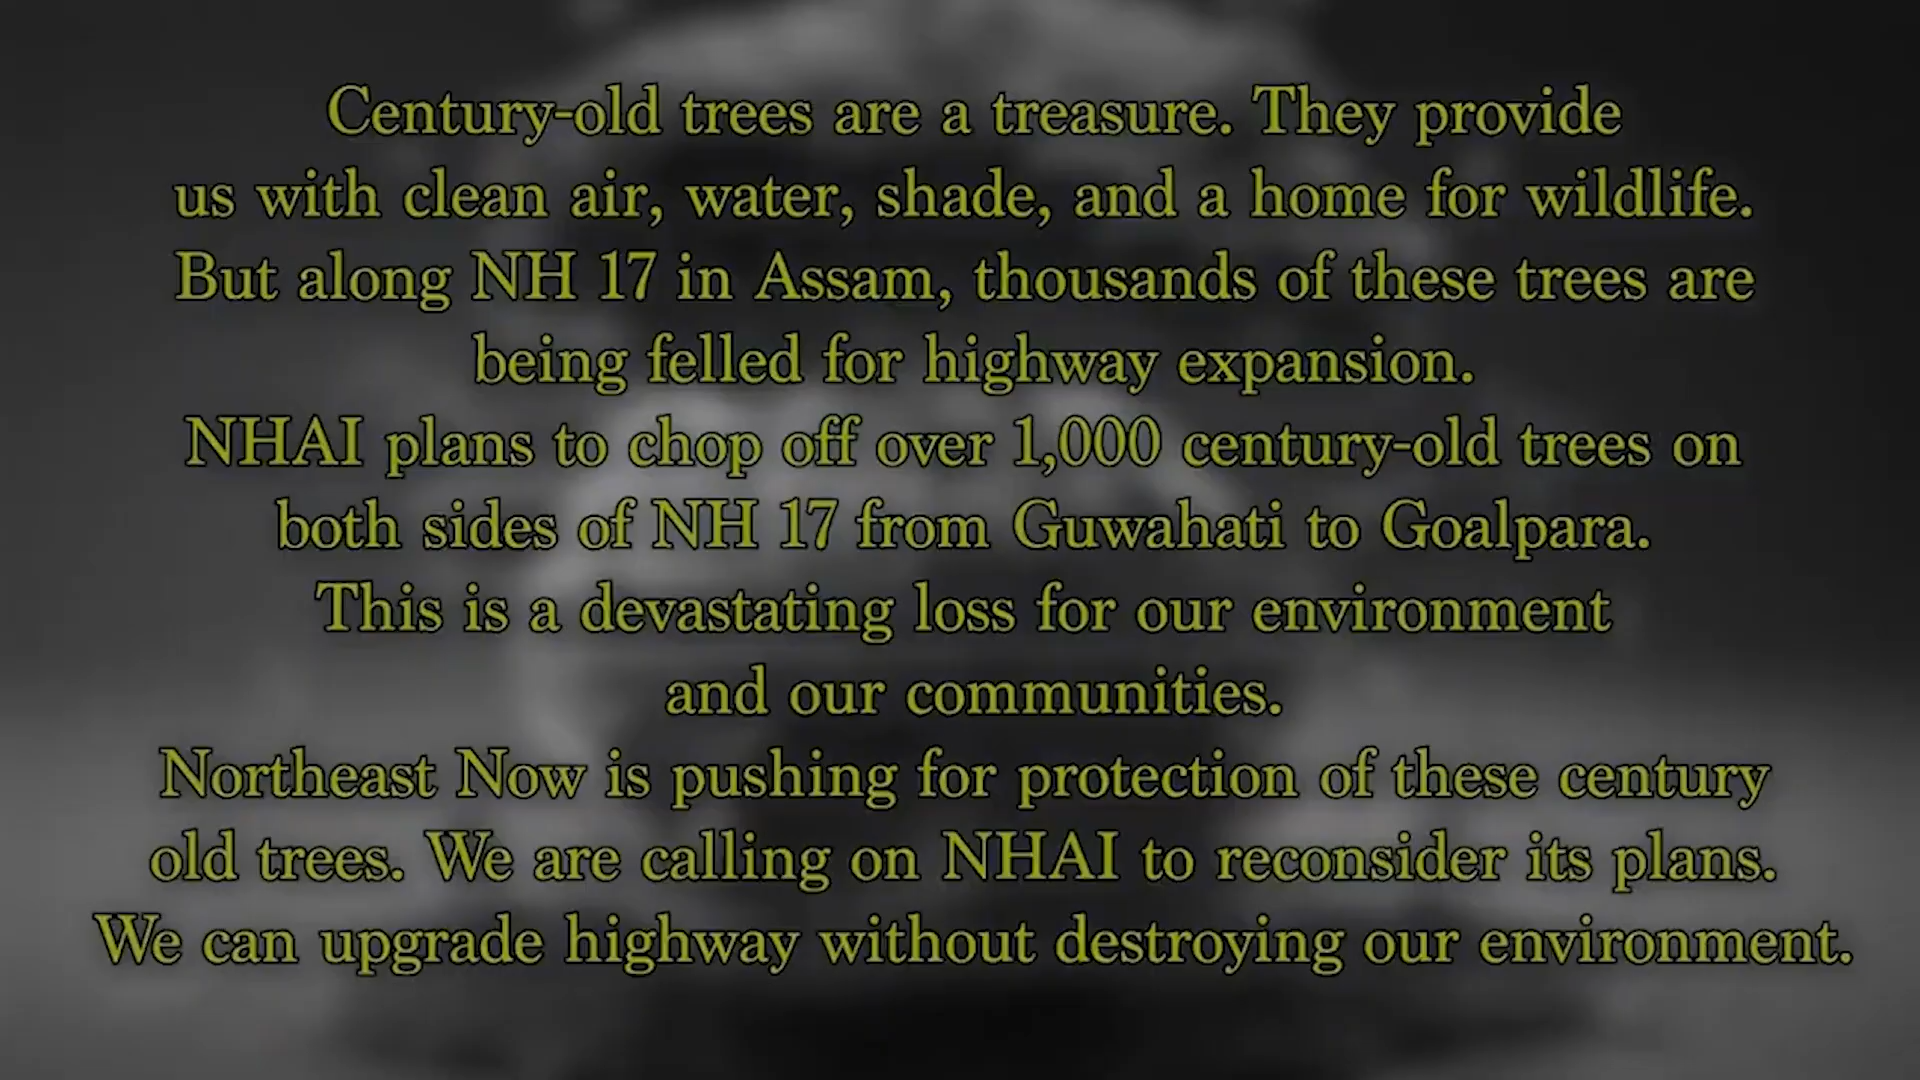 Century-old trees are a treasure. They provide
us with clean air, water, shade, and a home for wildlife.
But along NH 17 in Assam, thousands of these trees are
being felled for highway expansion.
NHAI plans to chop off over 1,000 century-old trees on
both sides of NH 17 from Guwahati to Goalpara.
This is a devastating loss for our environment
and our communities.
Northeast Now is pushing for protection of these century
old trees. We are calling on NHAI to reconsider its plans.
We can upgrade highway without destroying our environment.